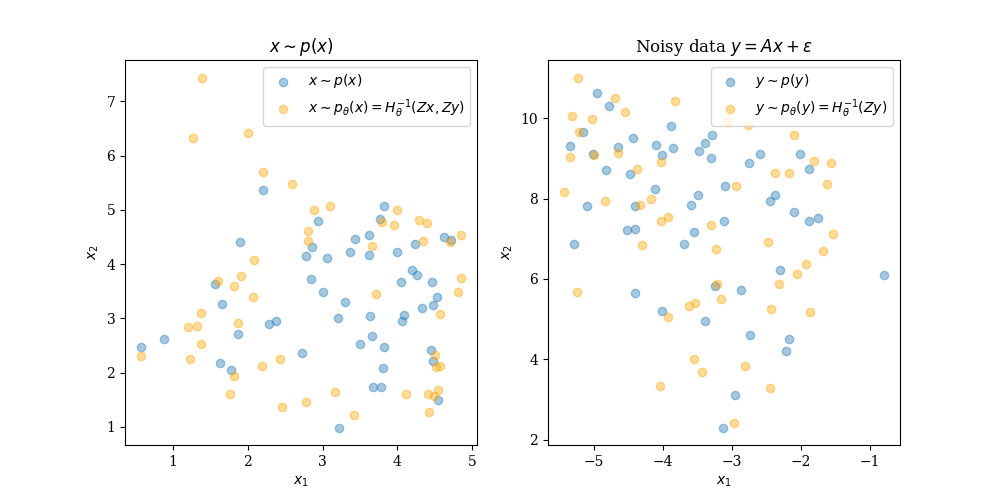 x ∼ p(x)
x ∼ p(x)
x ∼ p_θ(x) = H_θ^{-1}(Zx, Zy)
7
6
5
4
3
2
1
x_2
1 2 3 4 5
x_1
Noisy data y = Ax + ε
y ∼ p(y)
y ∼ p_θ(y) = H_θ^{-1}(Zy)
10
8
6
4
2
x_2
−5 −4 −3 −2 −1
x_1